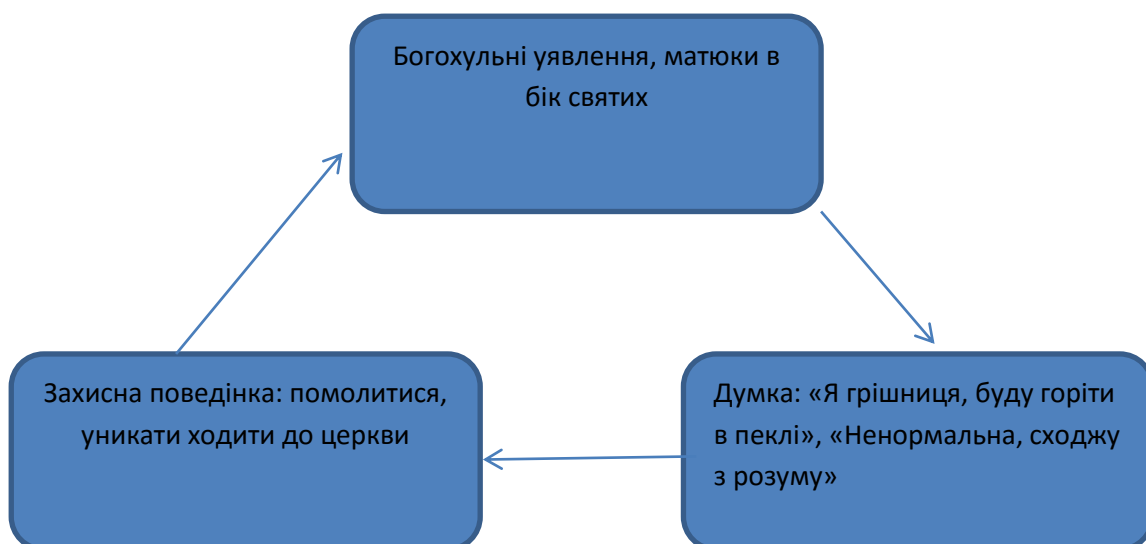 Богохульні уявлення, матюки в
бік святих
Захисна поведінка: помолитися,
уникати ходити до церкви
Думка: «Я грішниця, буду горіти
в пеклі», «Ненормальна, сходжу
з розуму»